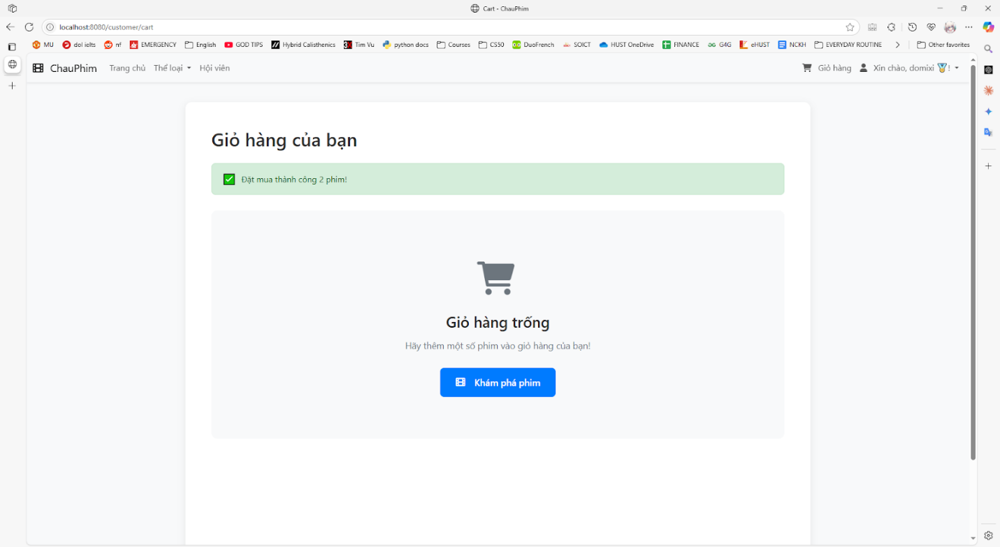 Cart - ChauPhim
localhost:8080/customer/cart
MU dol ielts nf EMERGENCY English GOD TIPS Hybrid Calisthenics Tim Vu python docs Courses CS50 DuoFrench SOICT HUST OneDrive FINANCE G4G eHUST NCKH EVERYDAY ROUTINE Other favorites
ChauPhim Trang chủ Thể loại Hội viên Giỏ hàng Xin chào, domixi 🏅!
Giỏ hàng của bạn
✅ Đặt mua thành công 2 phim!
Giỏ hàng trống
Hãy thêm một số phim vào giỏ hàng của bạn!
Khám phá phim